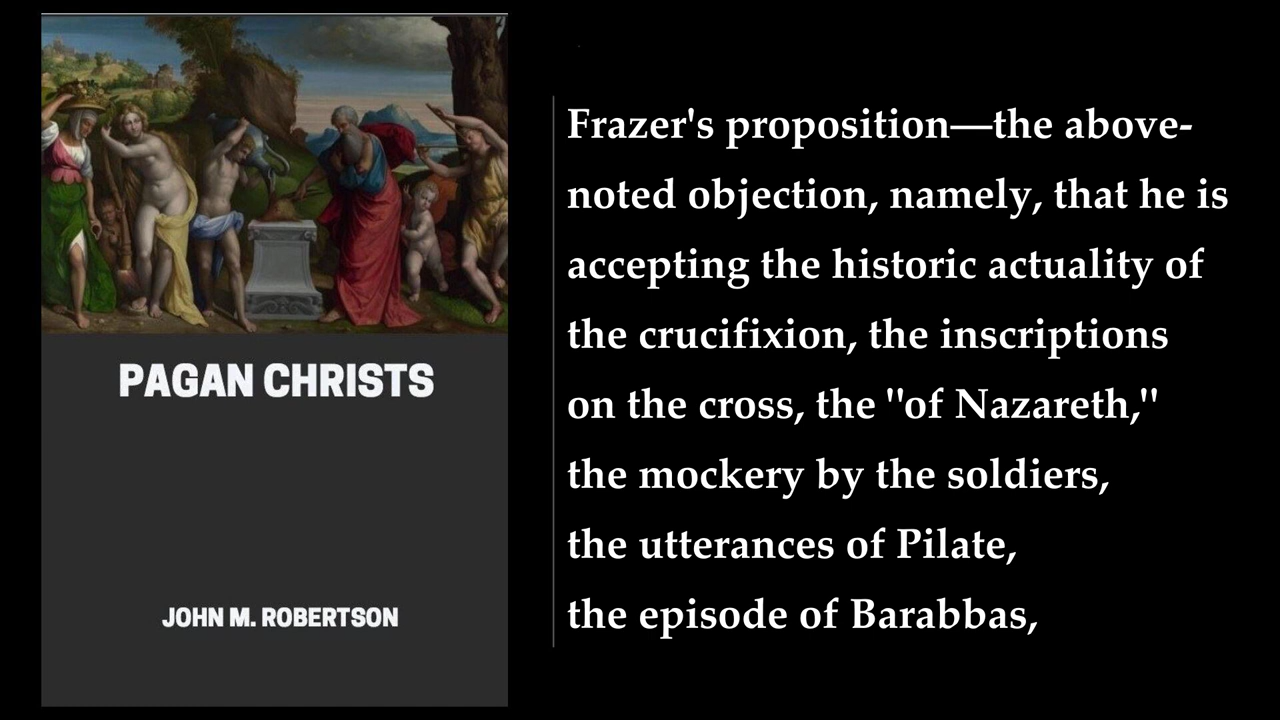 PAGAN CHRISTS
JOHN M. ROBERTSON
Frazer's proposition—the above-
noted objection, namely, that he is
accepting the historic actuality of
the crucifixion, the inscriptions
on the cross, the "of Nazareth,"
the mockery by the soldiers,
the utterances of Pilate,
the episode of Barabbas,